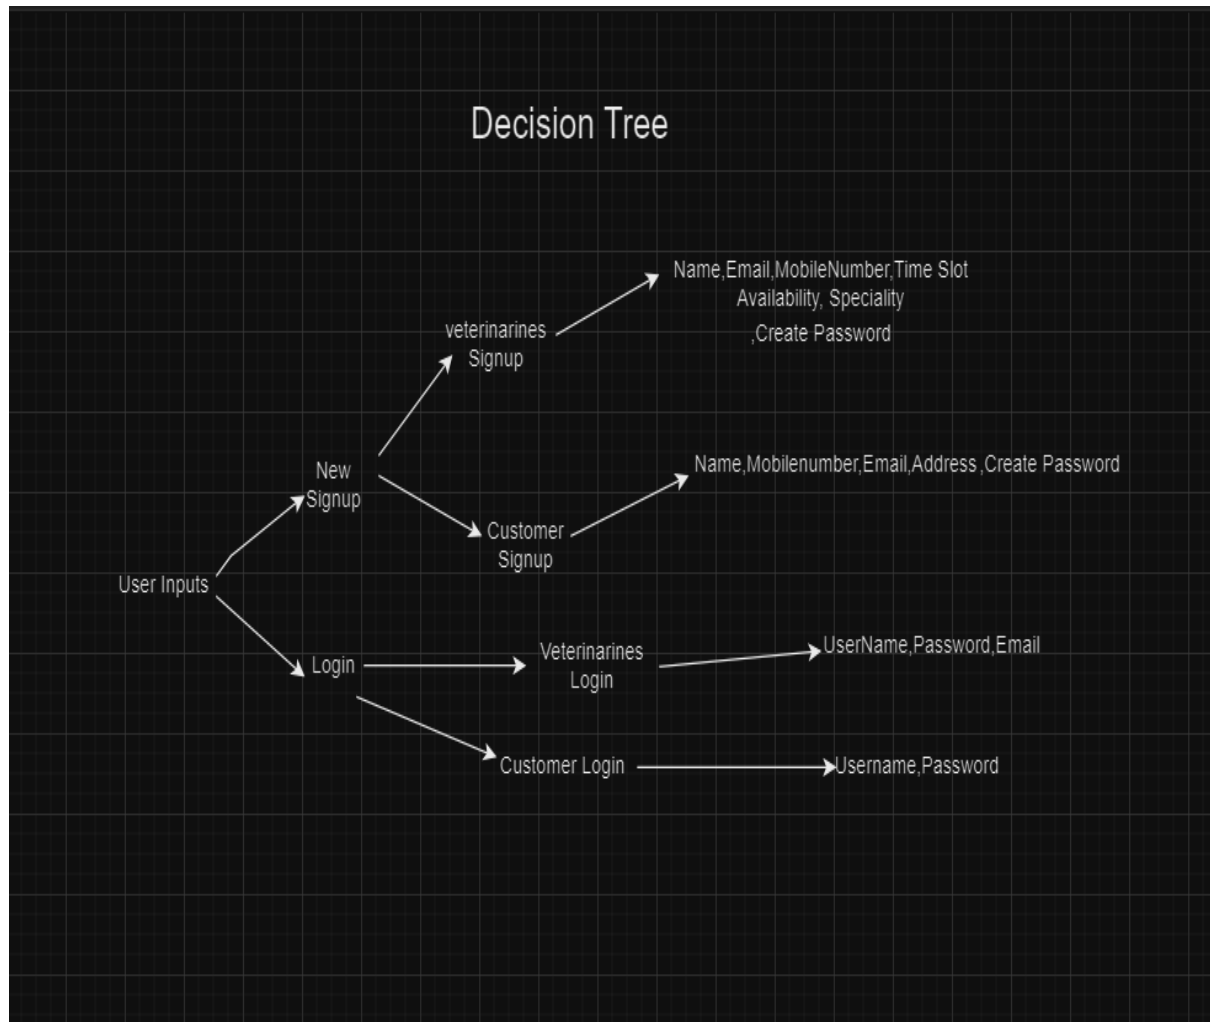 Decision Tree
Name,Email,MobileNumber,Time Slot
Availability, Speciality
,Create Password
veterinarines
Signup
New
Signup
Name,Mobilenumber,Email,Address ,Create Password
Customer
Signup
User Inputs
Login
Veterinarines
Login
UserName,Password,Email
Customer Login
Username,Password